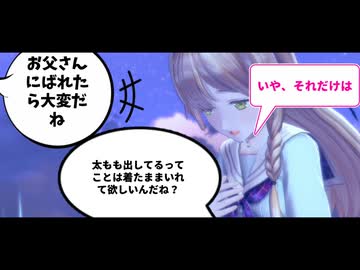 お父さん
にばれた
ら大変だ
ね
いや、それだけは
太もも出してるって
ことは着たままいれ
て欲しいんだね？